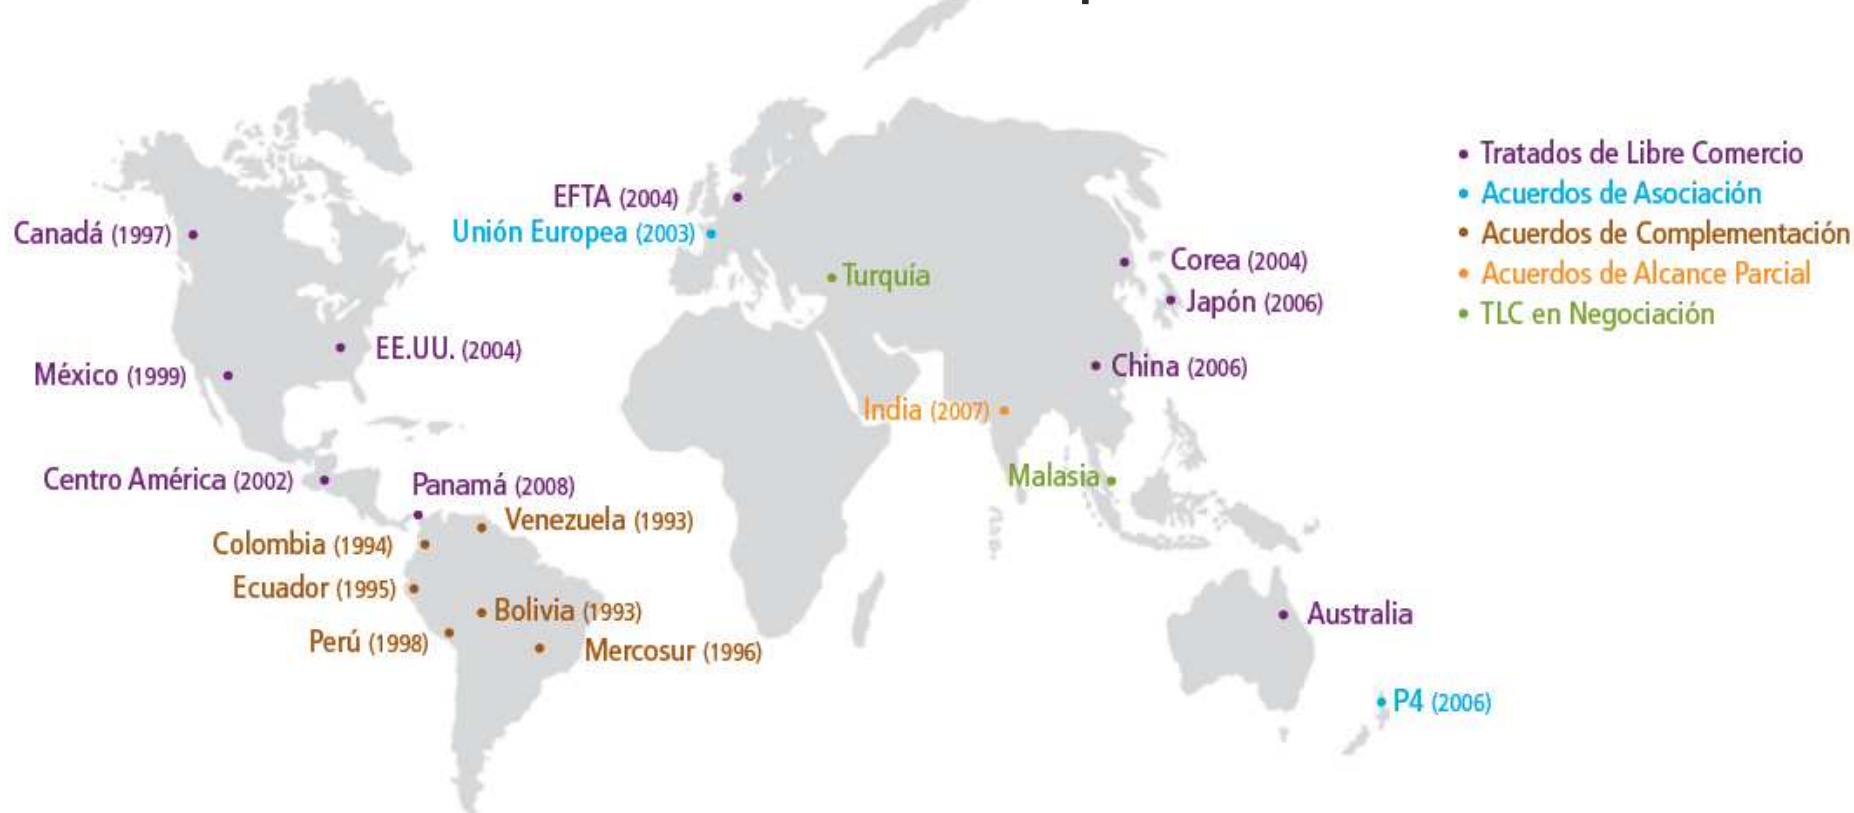 EFTA (2004)
Unión Europea (2003)
Canadá (1997)
Turquía
Corea (2004)
Japón (2006)
EE.UU. (2004)
México (1999)
China (2006)
India (2007)
Malasia
Centro América (2002)
Panamá (2008)
Venezuela (1993)
Colombia (1994)
Ecuador (1995)
Bolivia (1993)
Perú (1998)
Mercosur (1996)
Australia
P4 (2006)
• Tratados de Libre Comercio
• Acuerdos de Asociación
• Acuerdos de Complementación
• Acuerdos de Alcance Parcial
• TLC en Negociación